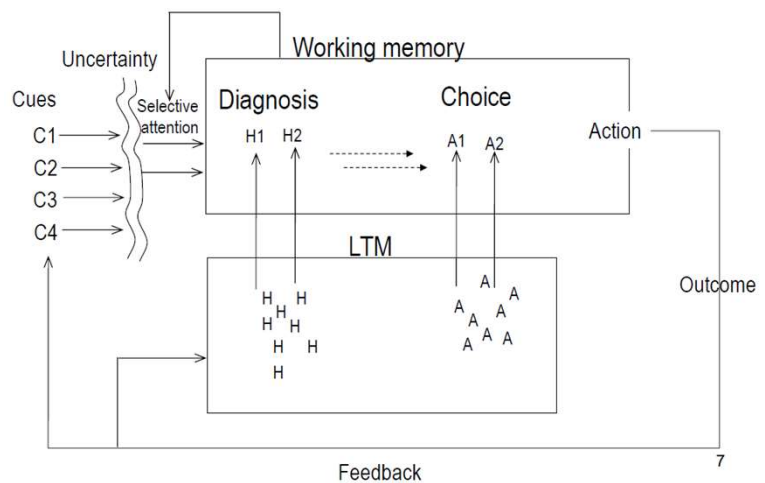 Working memory
Uncertainty
Cues
Selective
attention
Diagnosis
Choice
C1
H1 H2
A1 A2
Action
C2
C3
C4
LTM
Outcome
H H
H
H H
H H
H
A
A A
A A
A A A
7
Feedback